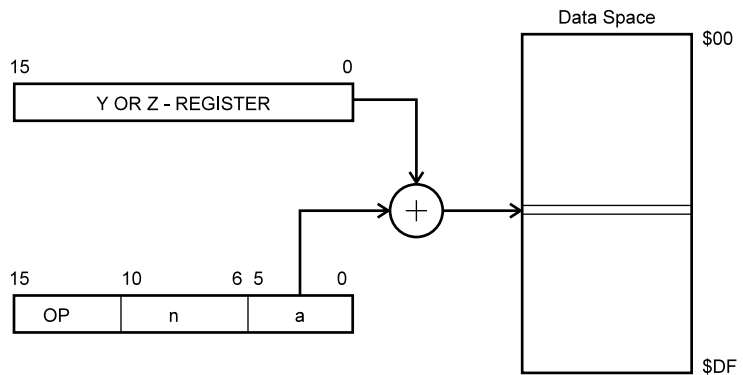 Data Space
$00
15 0
Y OR Z - REGISTER
+
15 10 6 5 0
OP n a
$DF